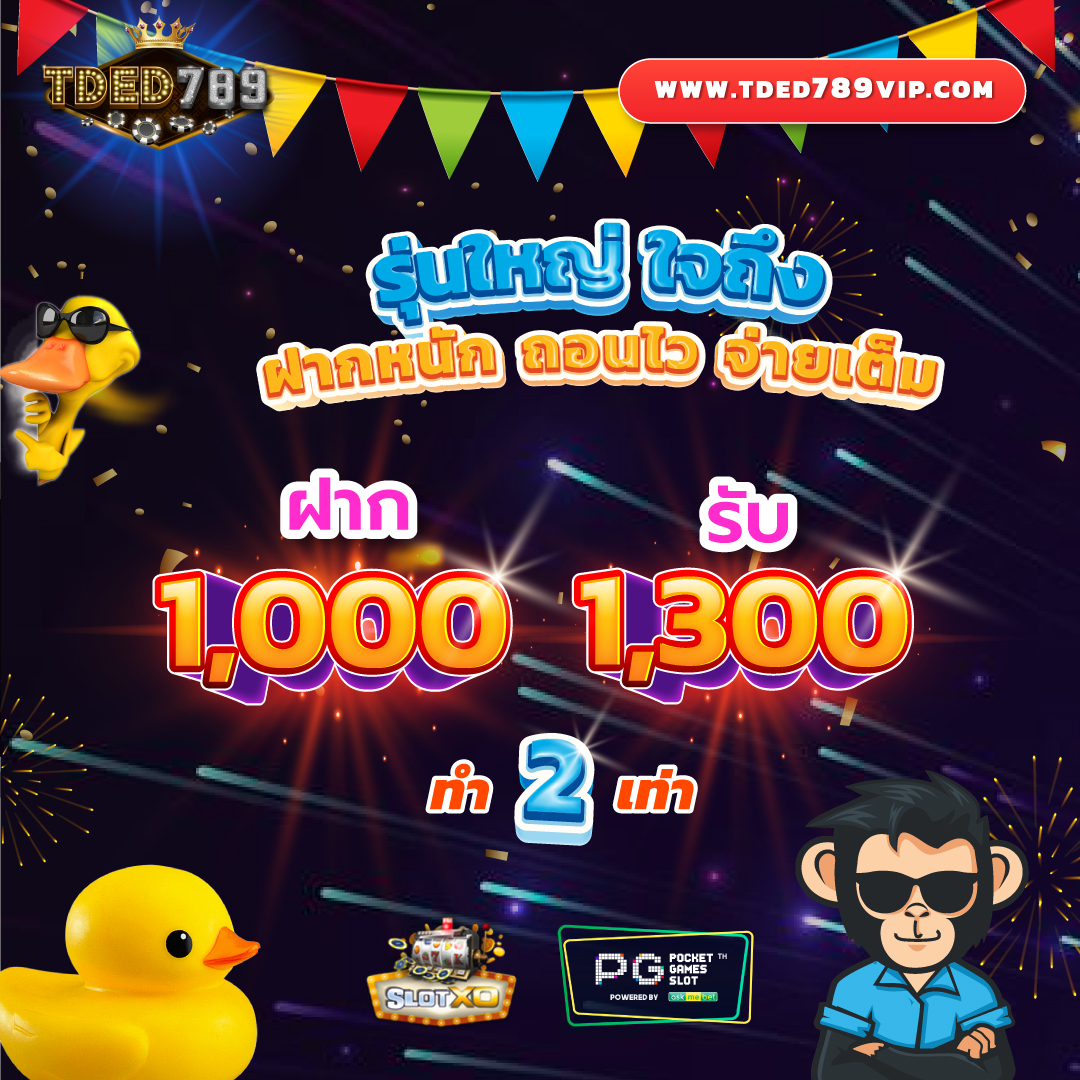 TDED789
WWW.TDED789VIP.COM
รุ่นใหญ่ ใจถึง
ฝากหนัก ถอนไว จ่ายเต็ม
ฝาก รับ
1,000 1,300
ทำ 2 เท่า
SLOTXO
PG POCKET GAMES SLOT TH
POWERED BY askmebet